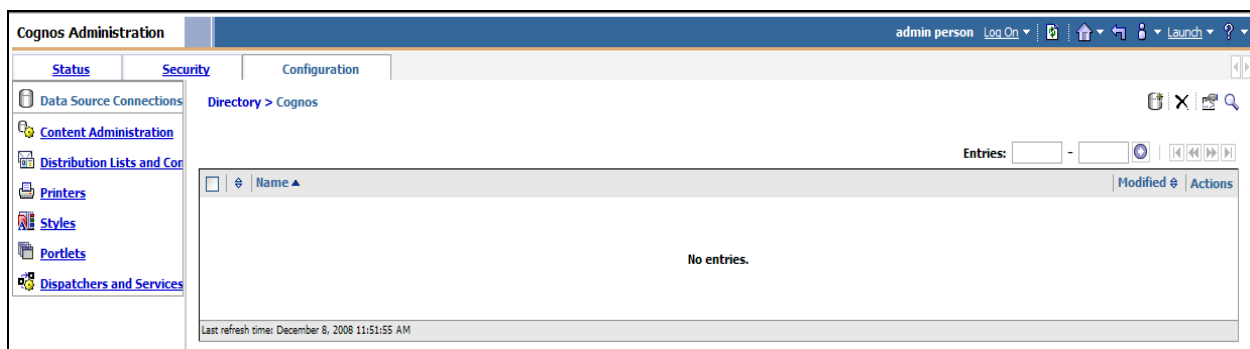 Cognos Administration
admin person Log On Launch ?
Status Security Configuration
Data Source Connections
Content Administration
Distribution Lists and Con
Printers
Styles
Portlets
Dispatchers and Services
Directory > Cognos
Entries: -
Name Modified Actions
No entries.
Last refresh time: December 8, 2008 11:51:55 AM